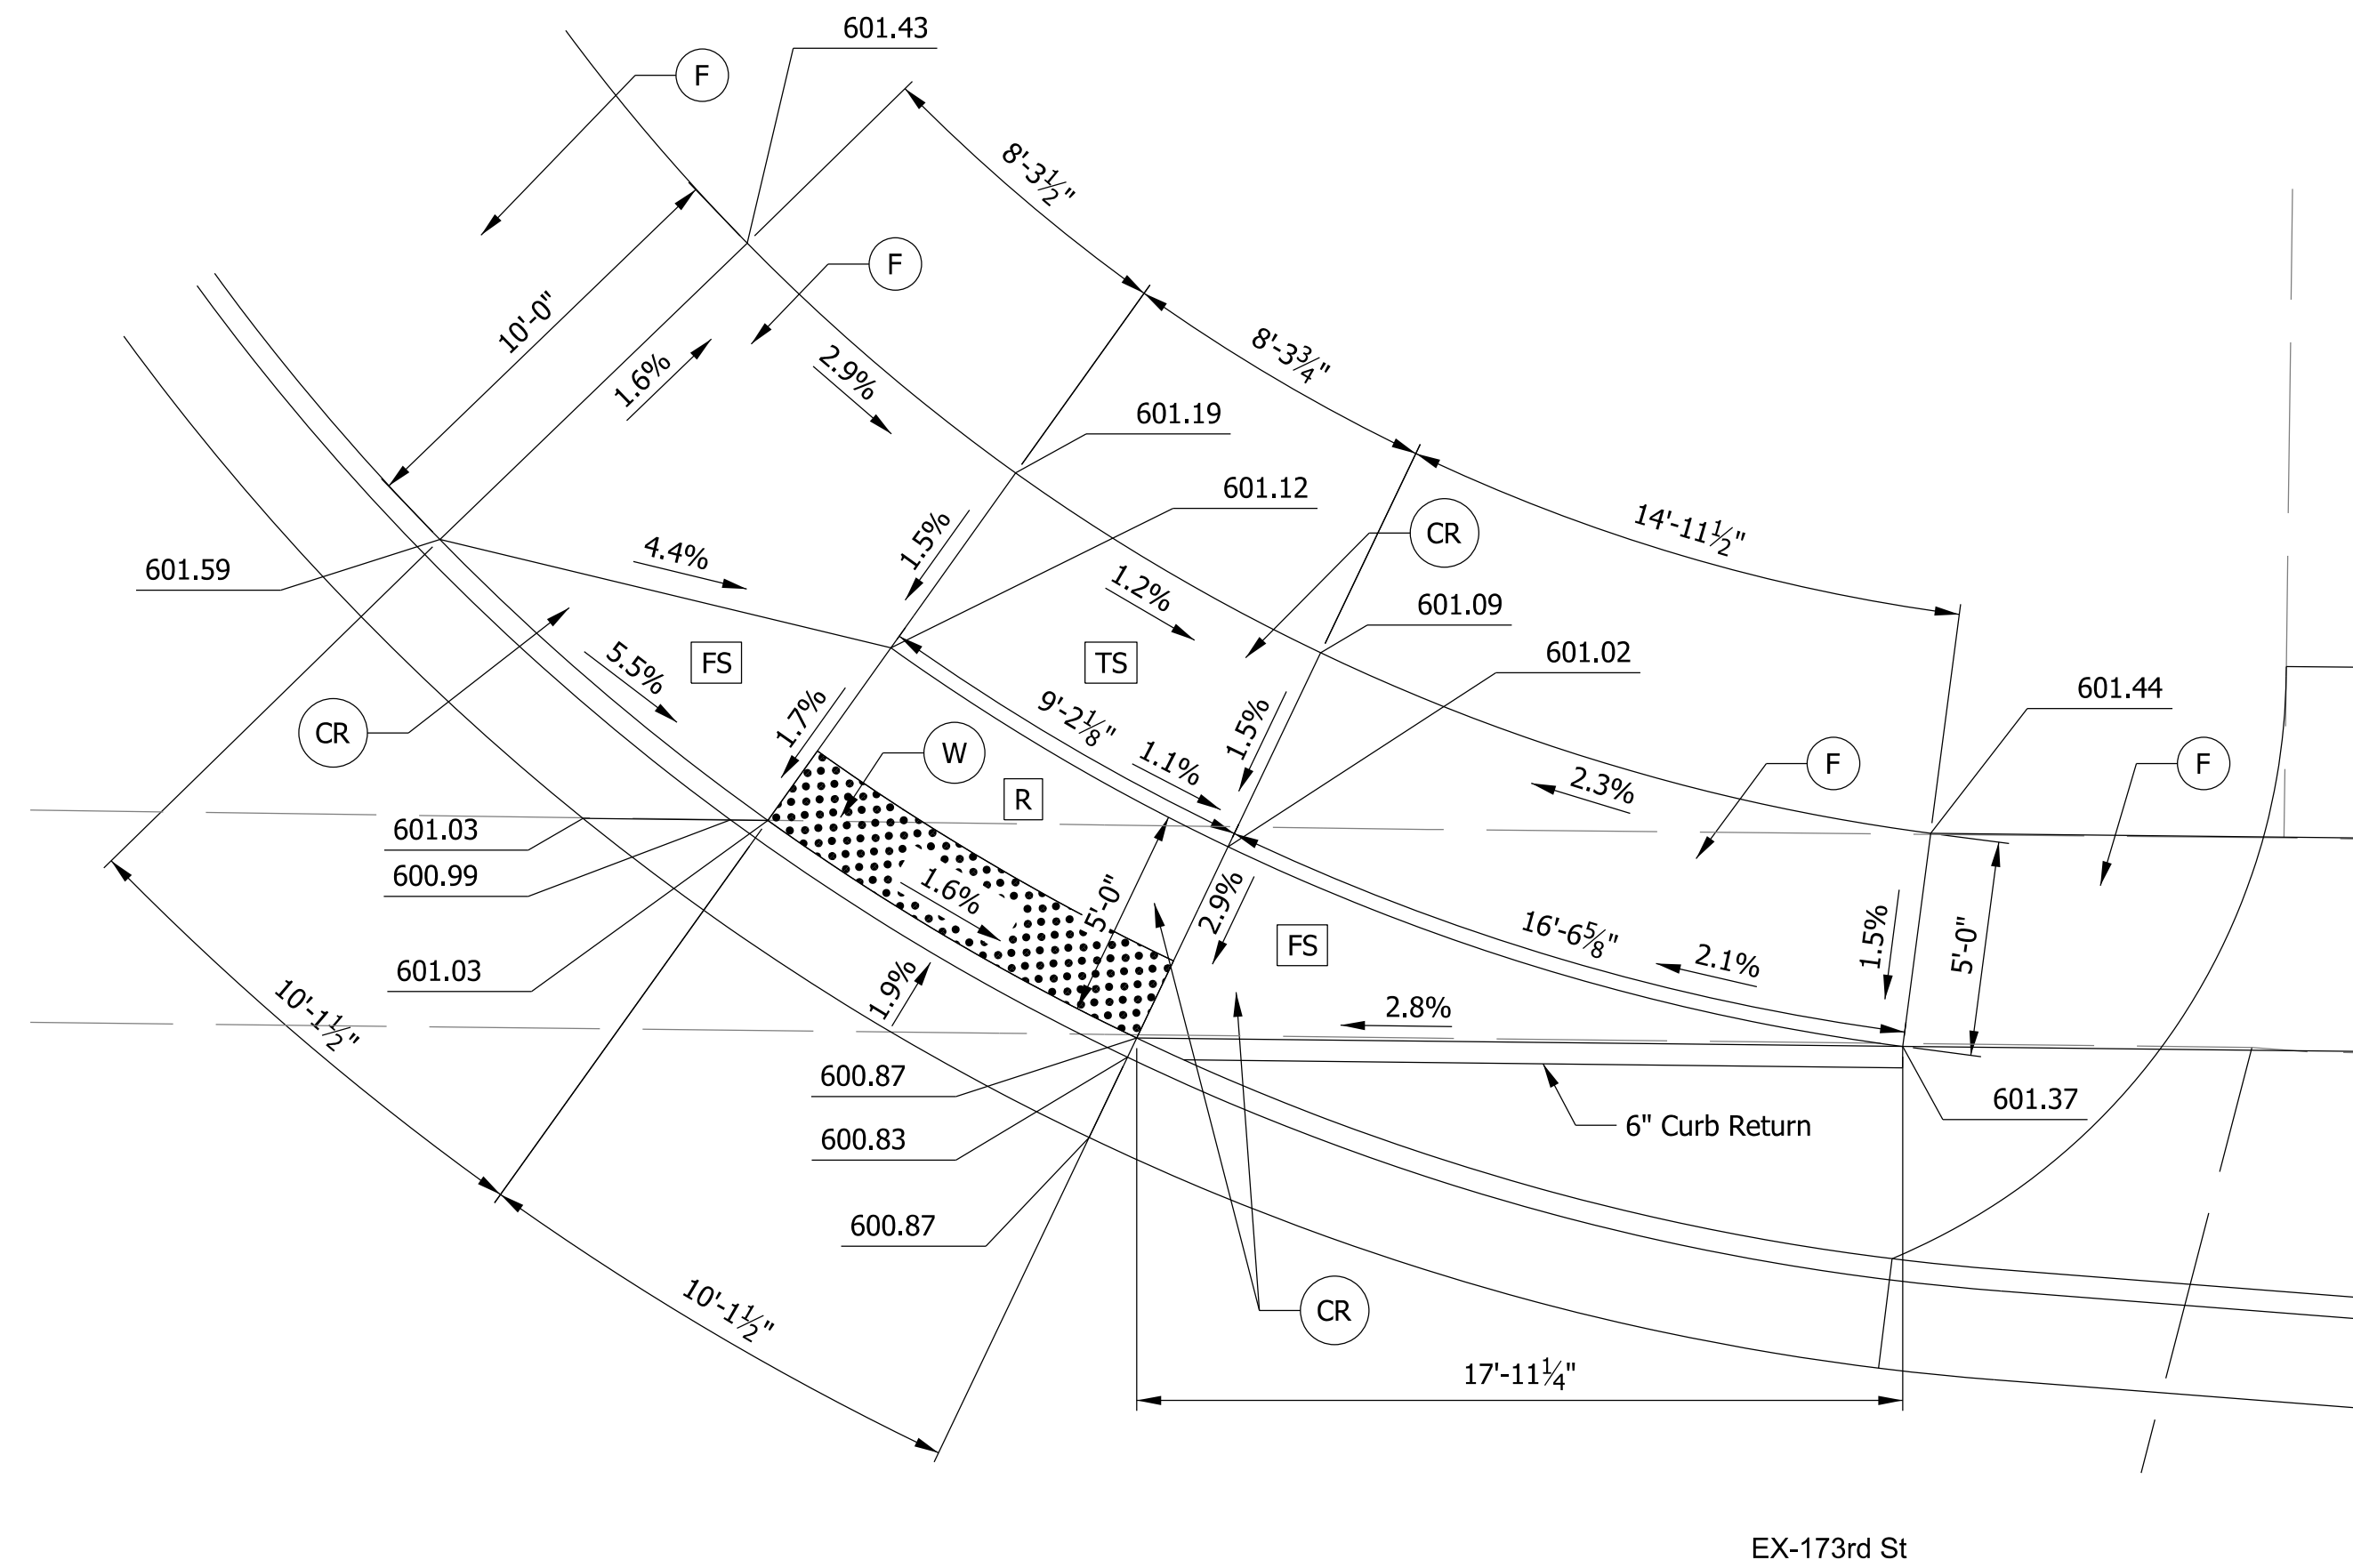 601.43
F
8'-3½"
F
10'-0"
8'-3¾"
1.6%
2.9%
601.19
601.12
1.5%
14'-11½"
CR
4.4%
601.59
1.2%
601.09
601.02
5.5%
FS
TS
601.44
CR
1.7%
9'-2⅛"
1.5%
W
1.1%
F
F
2.3%
R
601.03
600.99
1.6%
5'-0"
2.9%
16'-6⅝"
FS
1.5%
5'-0"
601.03
2.1%
1.9%
2.8%
10'-1½"
600.87
601.37
6" Curb Return
600.83
600.87
10'-1½"
CR
17'-11¼"
EX-173rd St